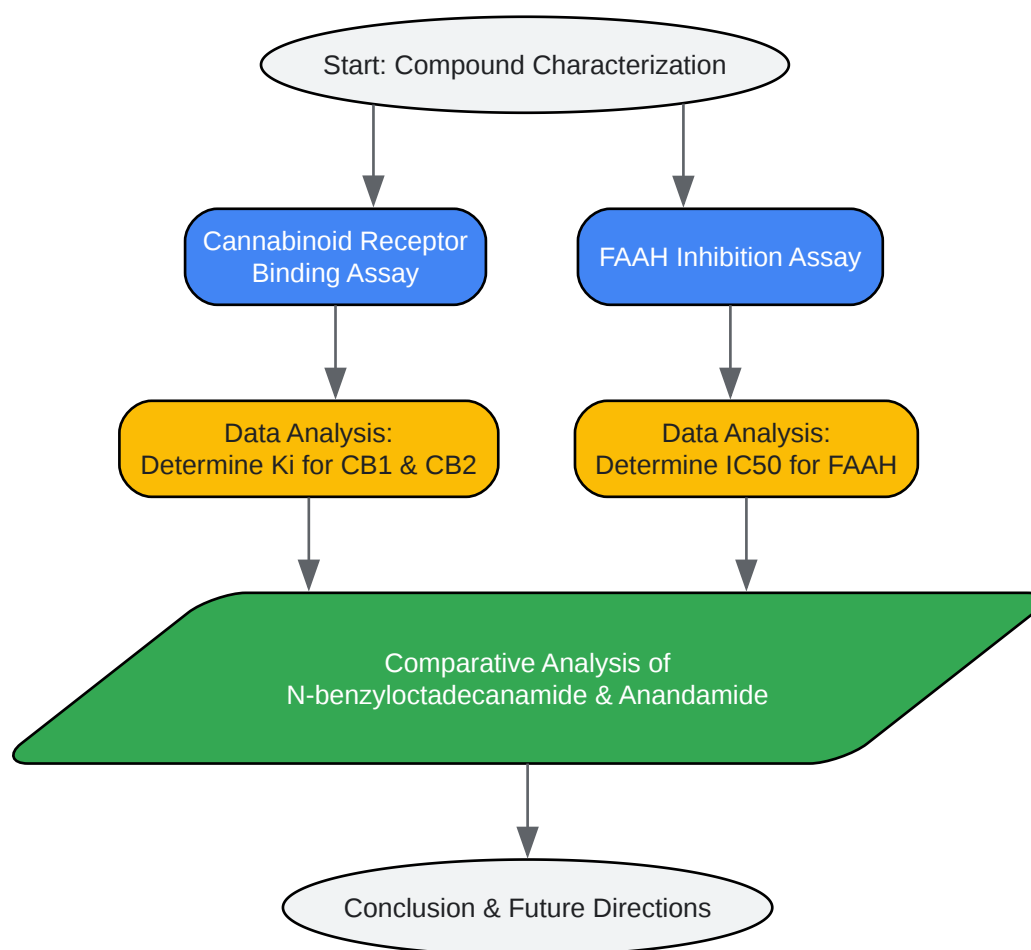 Start: Compound Characterization
Cannabinoid Receptor
Binding Assay
FAAH Inhibition Assay
Data Analysis:
Determine Ki for CB1 & CB2
Data Analysis:
Determine IC50 for FAAH
Comparative Analysis of
N-benzyloctadecanamide & Anandamide
Conclusion & Future Directions